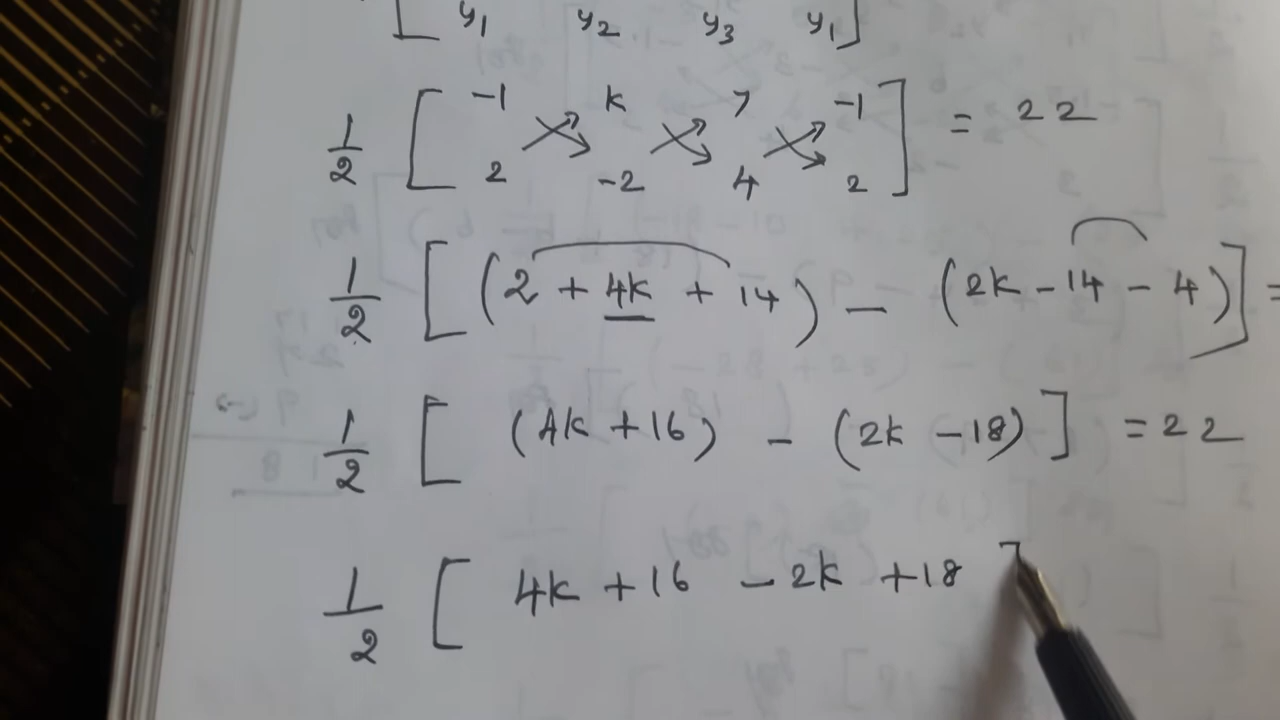 [ y₁ y₂ y₃ y₁ ]
1/2 [ -1 k 7 -1
2 -2 4 2 ] = 22
1/2 [ (2 + 4k + 14) - (2k - 14 - 4) ] =
1/2 [ (4k + 16) - (2k - 18) ] = 22
1/2 [ 4k + 16 - 2k + 18 ]